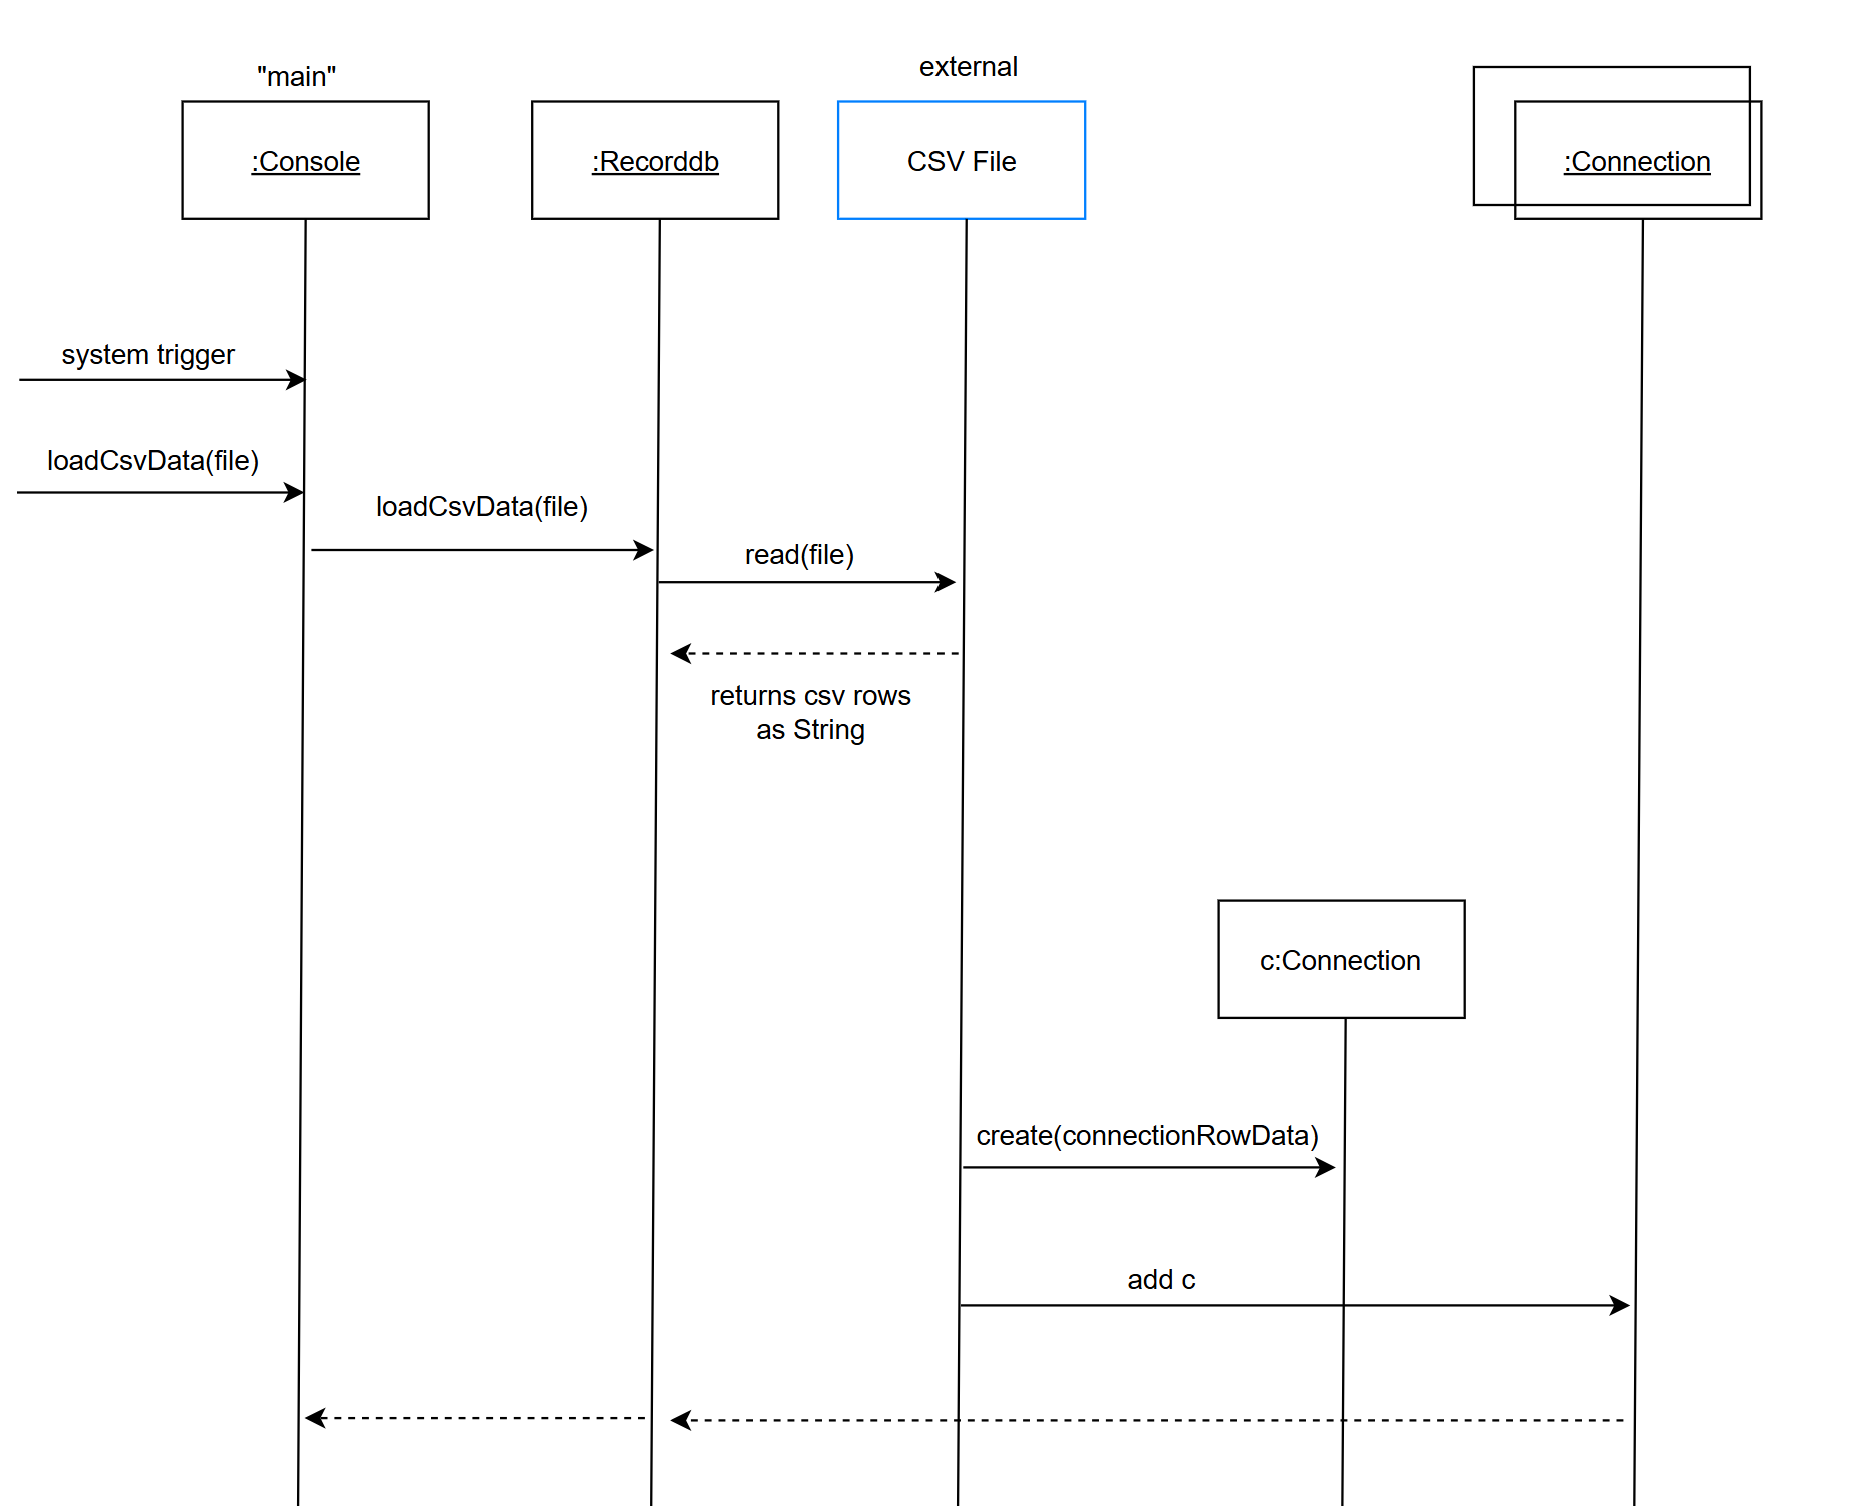 "main"
external
:Console
:Recorddb
CSV File
:Connection
system trigger
loadCsvData(file)
loadCsvData(file)
read(file)
returns csv rows
as String
c:Connection
create(connectionRowData)
add c